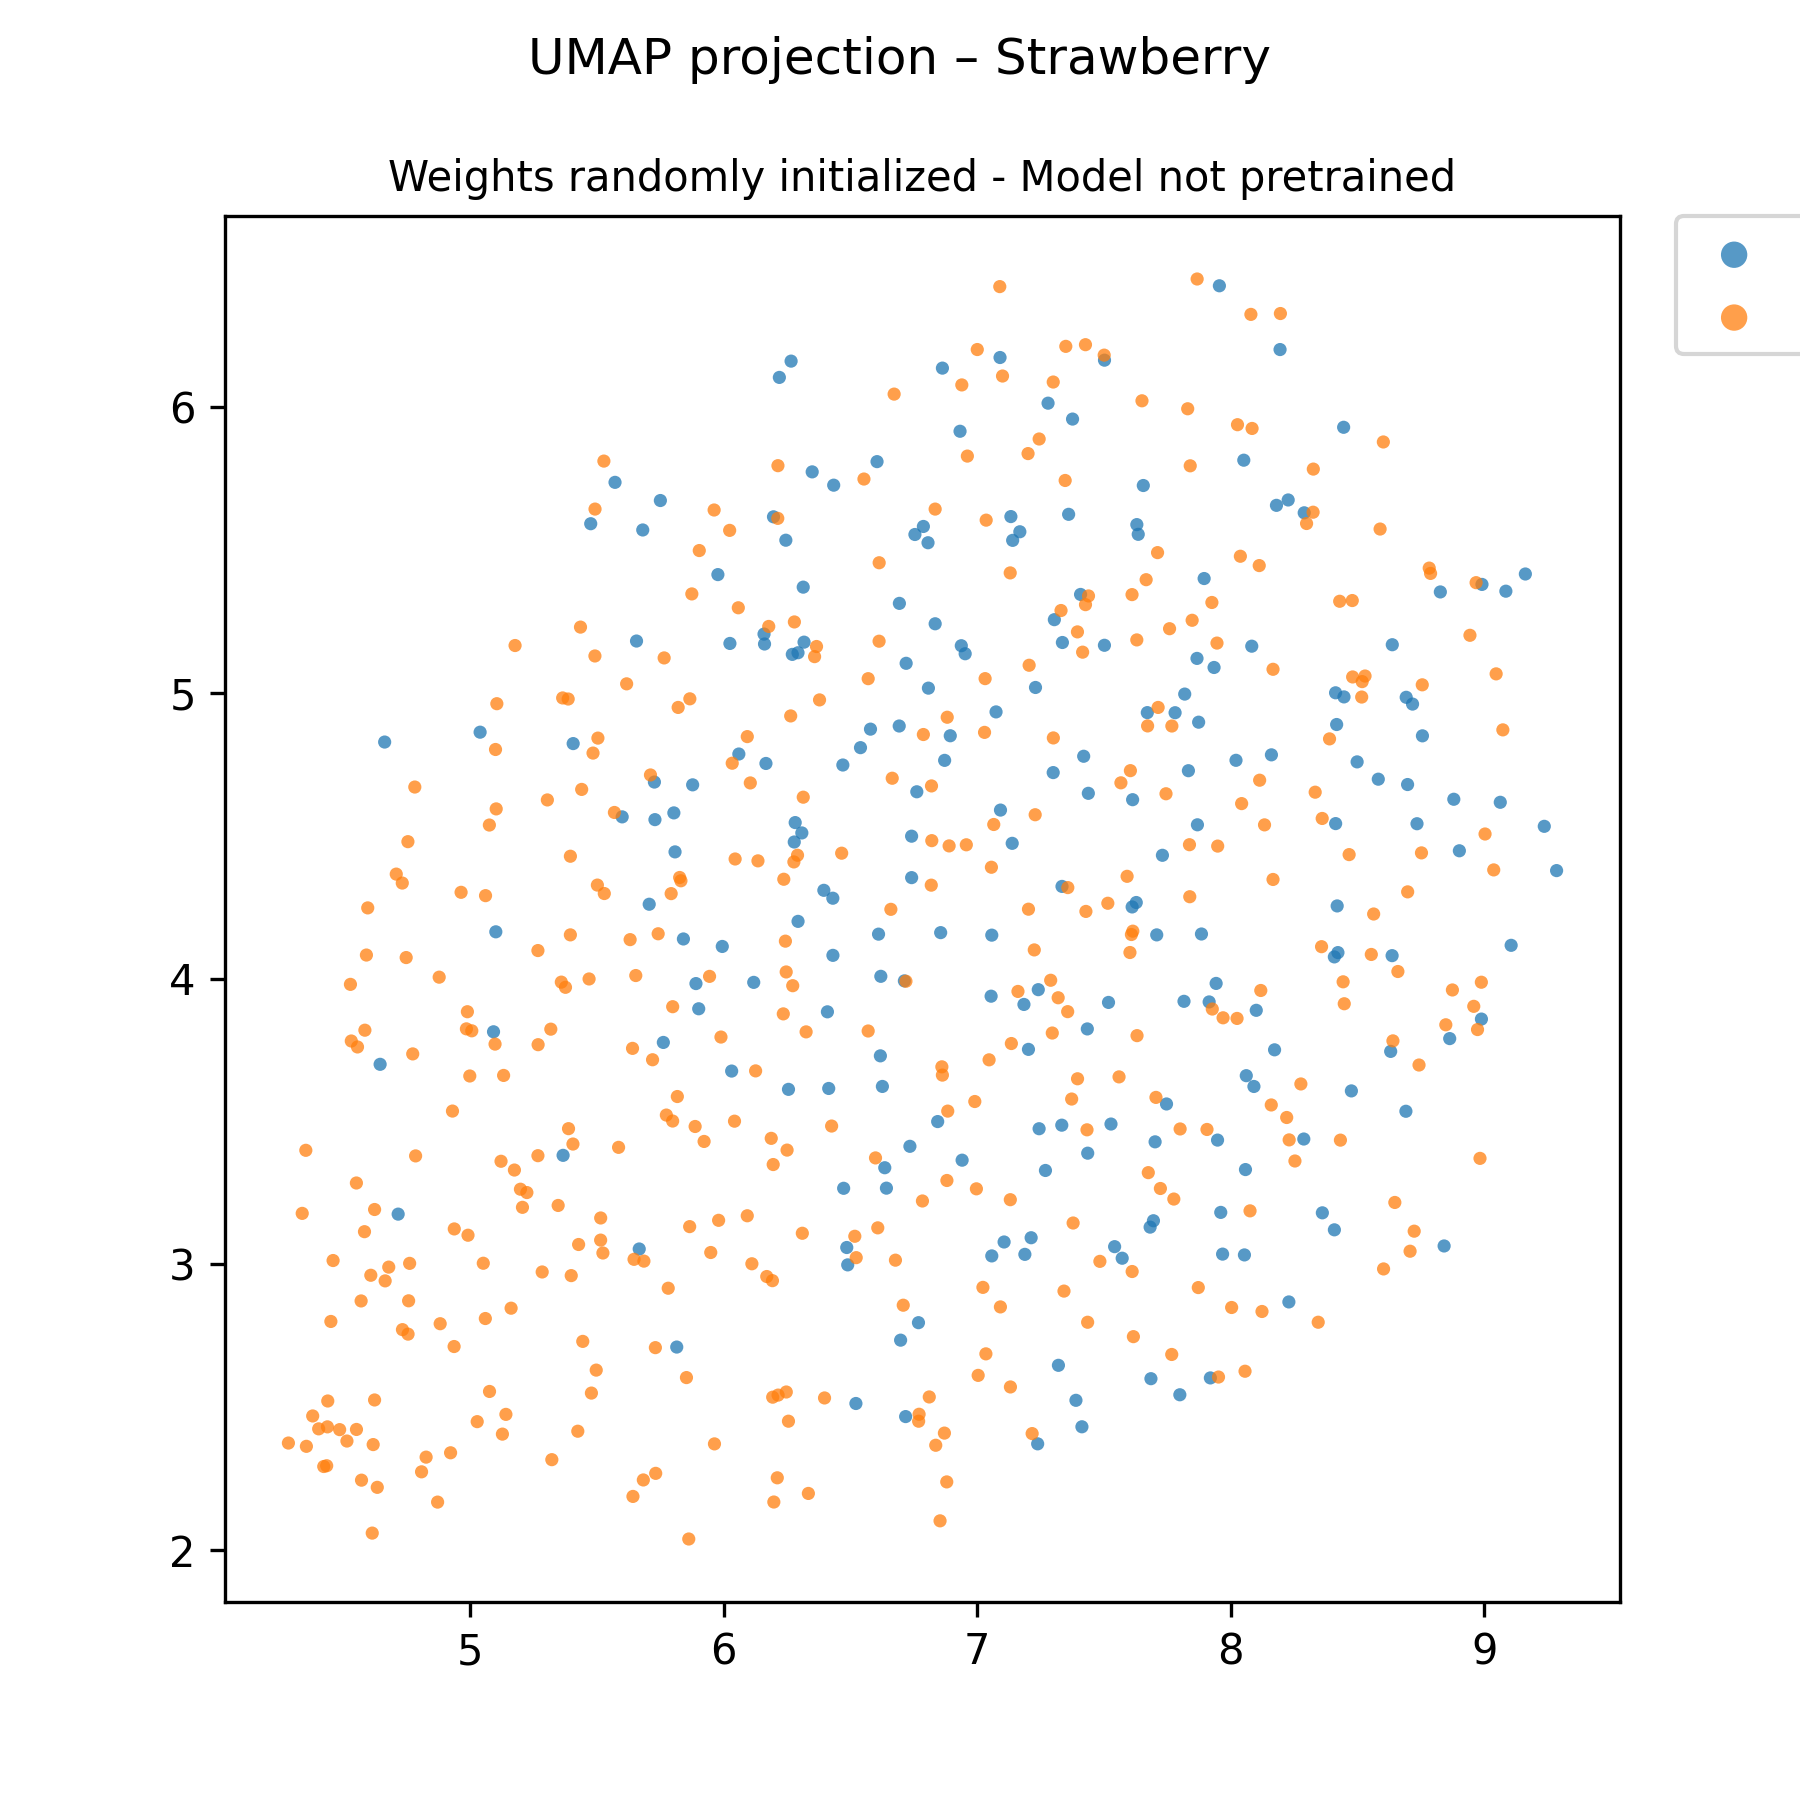 UMAP projection – Strawberry
Weights randomly initialized - Model not pretrained
6
5
4
3
2
5 6 7 8 9